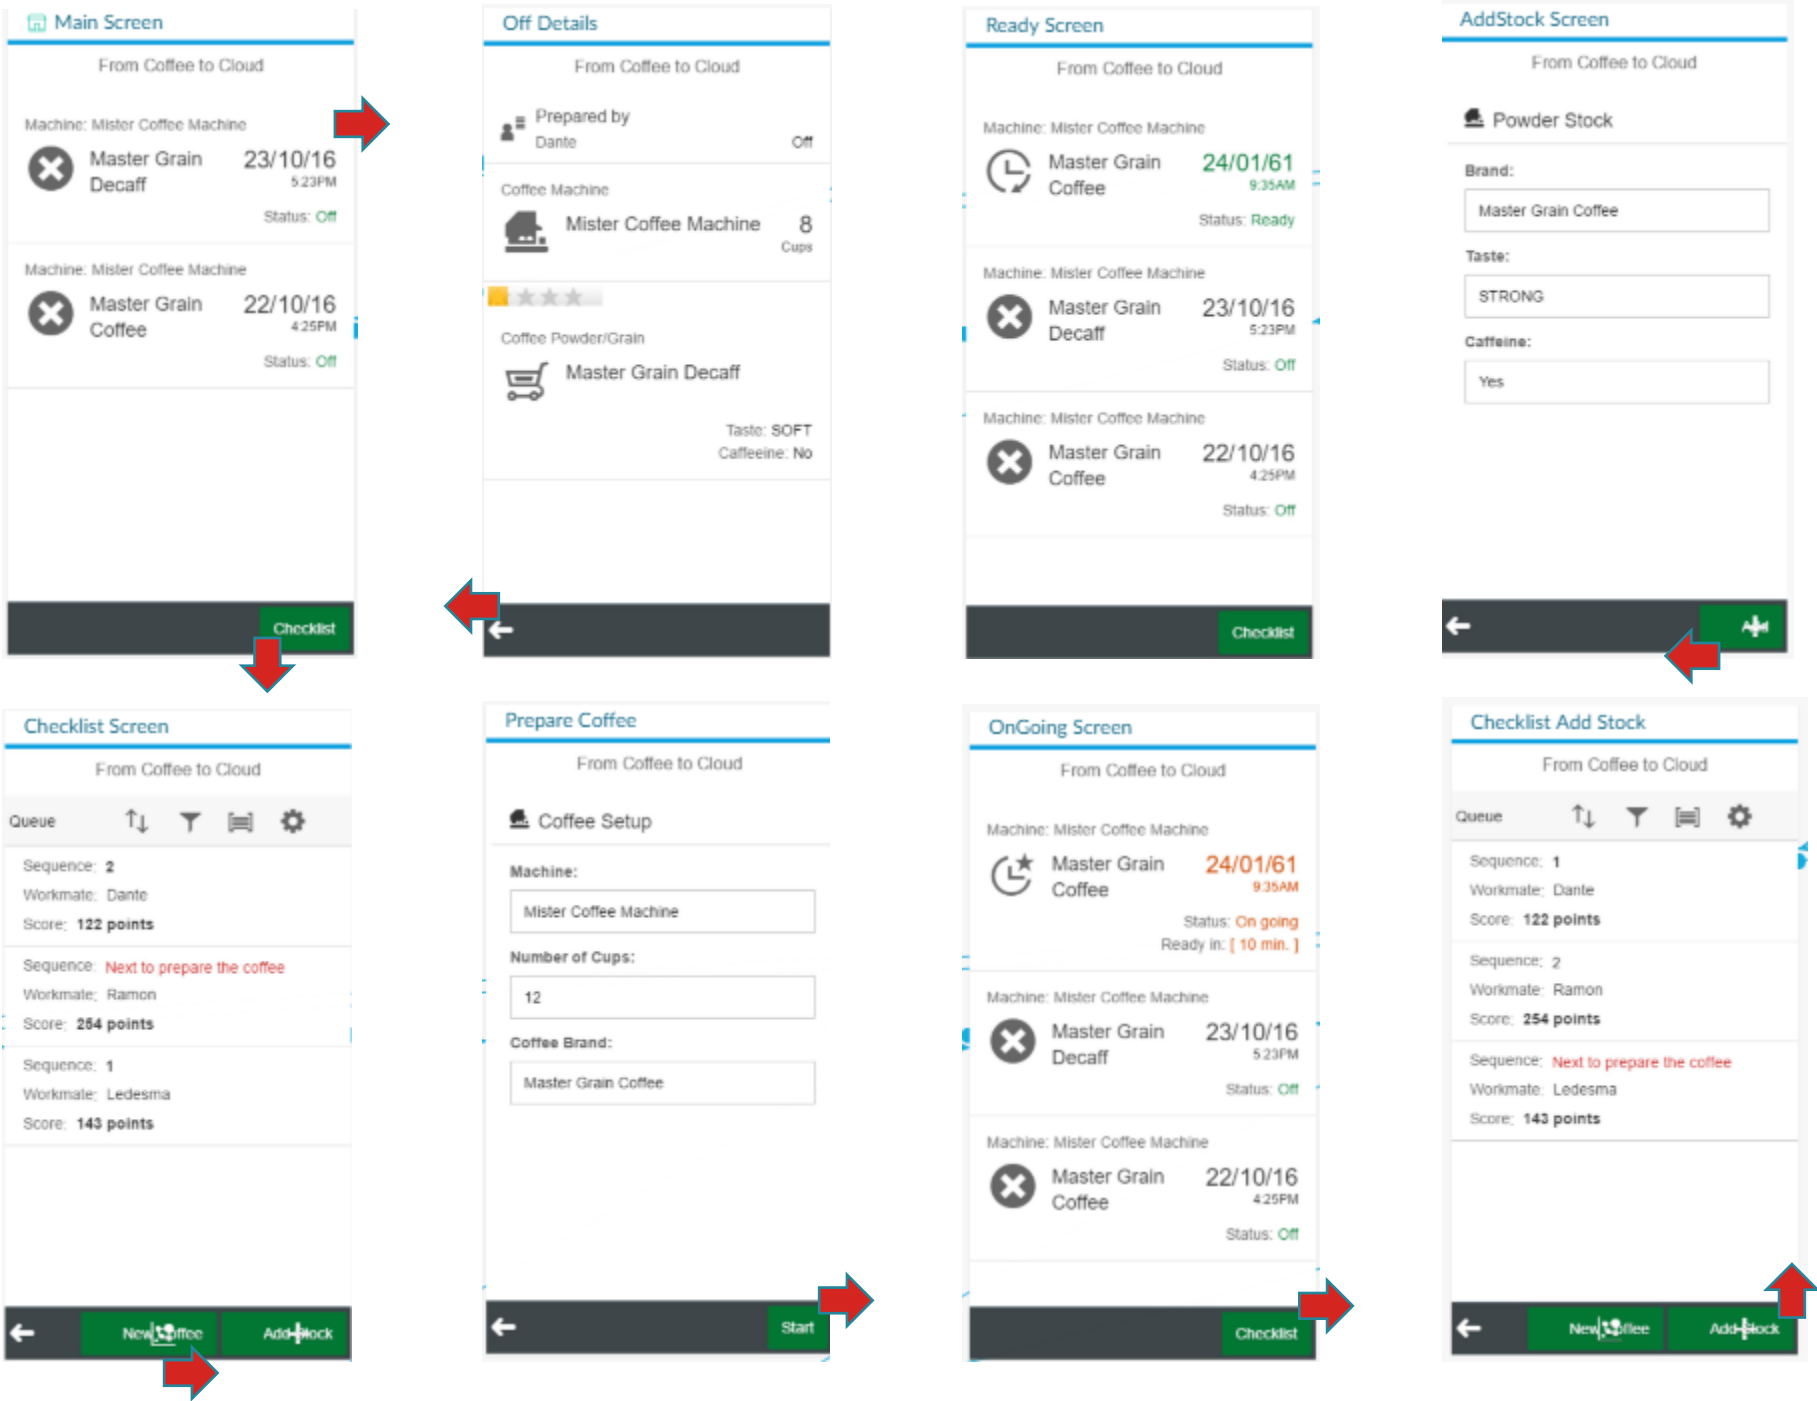 Main Screen
From Coffee to Cloud
Machine: Mister Coffee Machine
Master Grain
Decaff
23/10/16
5:23PM
Status: Off
Machine: Mister Coffee Machine
Master Grain
Coffee
22/10/16
4:25PM
Status: Off
Checklist
Off Details
From Coffee to Cloud
Prepared by
Dante
Off
Coffee Machine
Mister Coffee Machine
8
Cups
Coffee Powder/Grain
Master Grain Decaff
Taste: SOFT
Caffeeine: No
Ready Screen
From Coffee to Cloud
Machine: Mister Coffee Machine
Master Grain
Coffee
24/01/61
9:35AM
Status: Ready
Machine: Mister Coffee Machine
Master Grain
Decaff
23/10/16
5:23PM
Status: Off
Machine: Mister Coffee Machine
Master Grain
Coffee
22/10/16
4:25PM
Status: Off
Checklist
AddStock Screen
From Coffee to Cloud
Powder Stock
Brand:
Master Grain Coffee
Taste:
STRONG
Caffeine:
Yes
Add
Checklist Screen
From Coffee to Cloud
Queue
Sequence: 2
Workmate: Dante
Score: 122 points
Sequence: Next to prepare the coffee
Workmate: Ramon
Score: 254 points
Sequence: 1
Workmate: Ledesma
Score: 143 points
New Coffee
Add Stock
Prepare Coffee
From Coffee to Cloud
Coffee Setup
Machine:
Mister Coffee Machine
Number of Cups:
12
Coffee Brand:
Master Grain Coffee
Start
OnGoing Screen
From Coffee to Cloud
Machine: Mister Coffee Machine
Master Grain
Coffee
24/01/61
9:35AM
Status: On going
Ready in: [ 10 min. ]
Machine: Mister Coffee Machine
Master Grain
Decaff
23/10/16
5:23PM
Status: Off
Machine: Mister Coffee Machine
Master Grain
Coffee
22/10/16
4:25PM
Status: Off
Checklist
Checklist Add Stock
From Coffee to Cloud
Queue
Sequence: 1
Workmate: Dante
Score: 122 points
Sequence: 2
Workmate: Ramon
Score: 254 points
Sequence: Next to prepare the coffee
Workmate: Ledesma
Score: 143 points
New Coffee
Add Stock